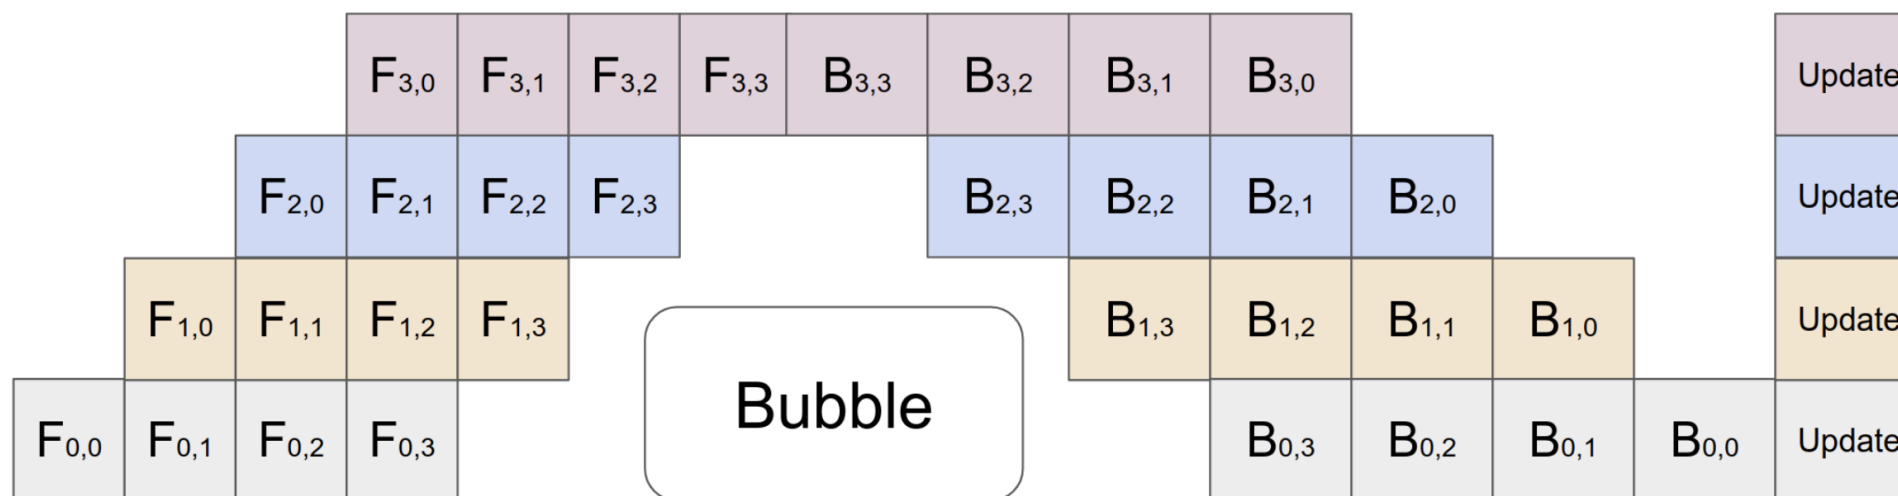 F3,0 F3,1 F3,2 F3,3 B3,3 B3,2 B3,1 B3,0 Update
F2,0 F2,1 F2,2 F2,3 B2,3 B2,2 B2,1 B2,0 Update
F1,0 F1,1 F1,2 F1,3 B1,3 B1,2 B1,1 B1,0 Update
Bubble
F0,0 F0,1 F0,2 F0,3 B0,3 B0,2 B0,1 B0,0 Update